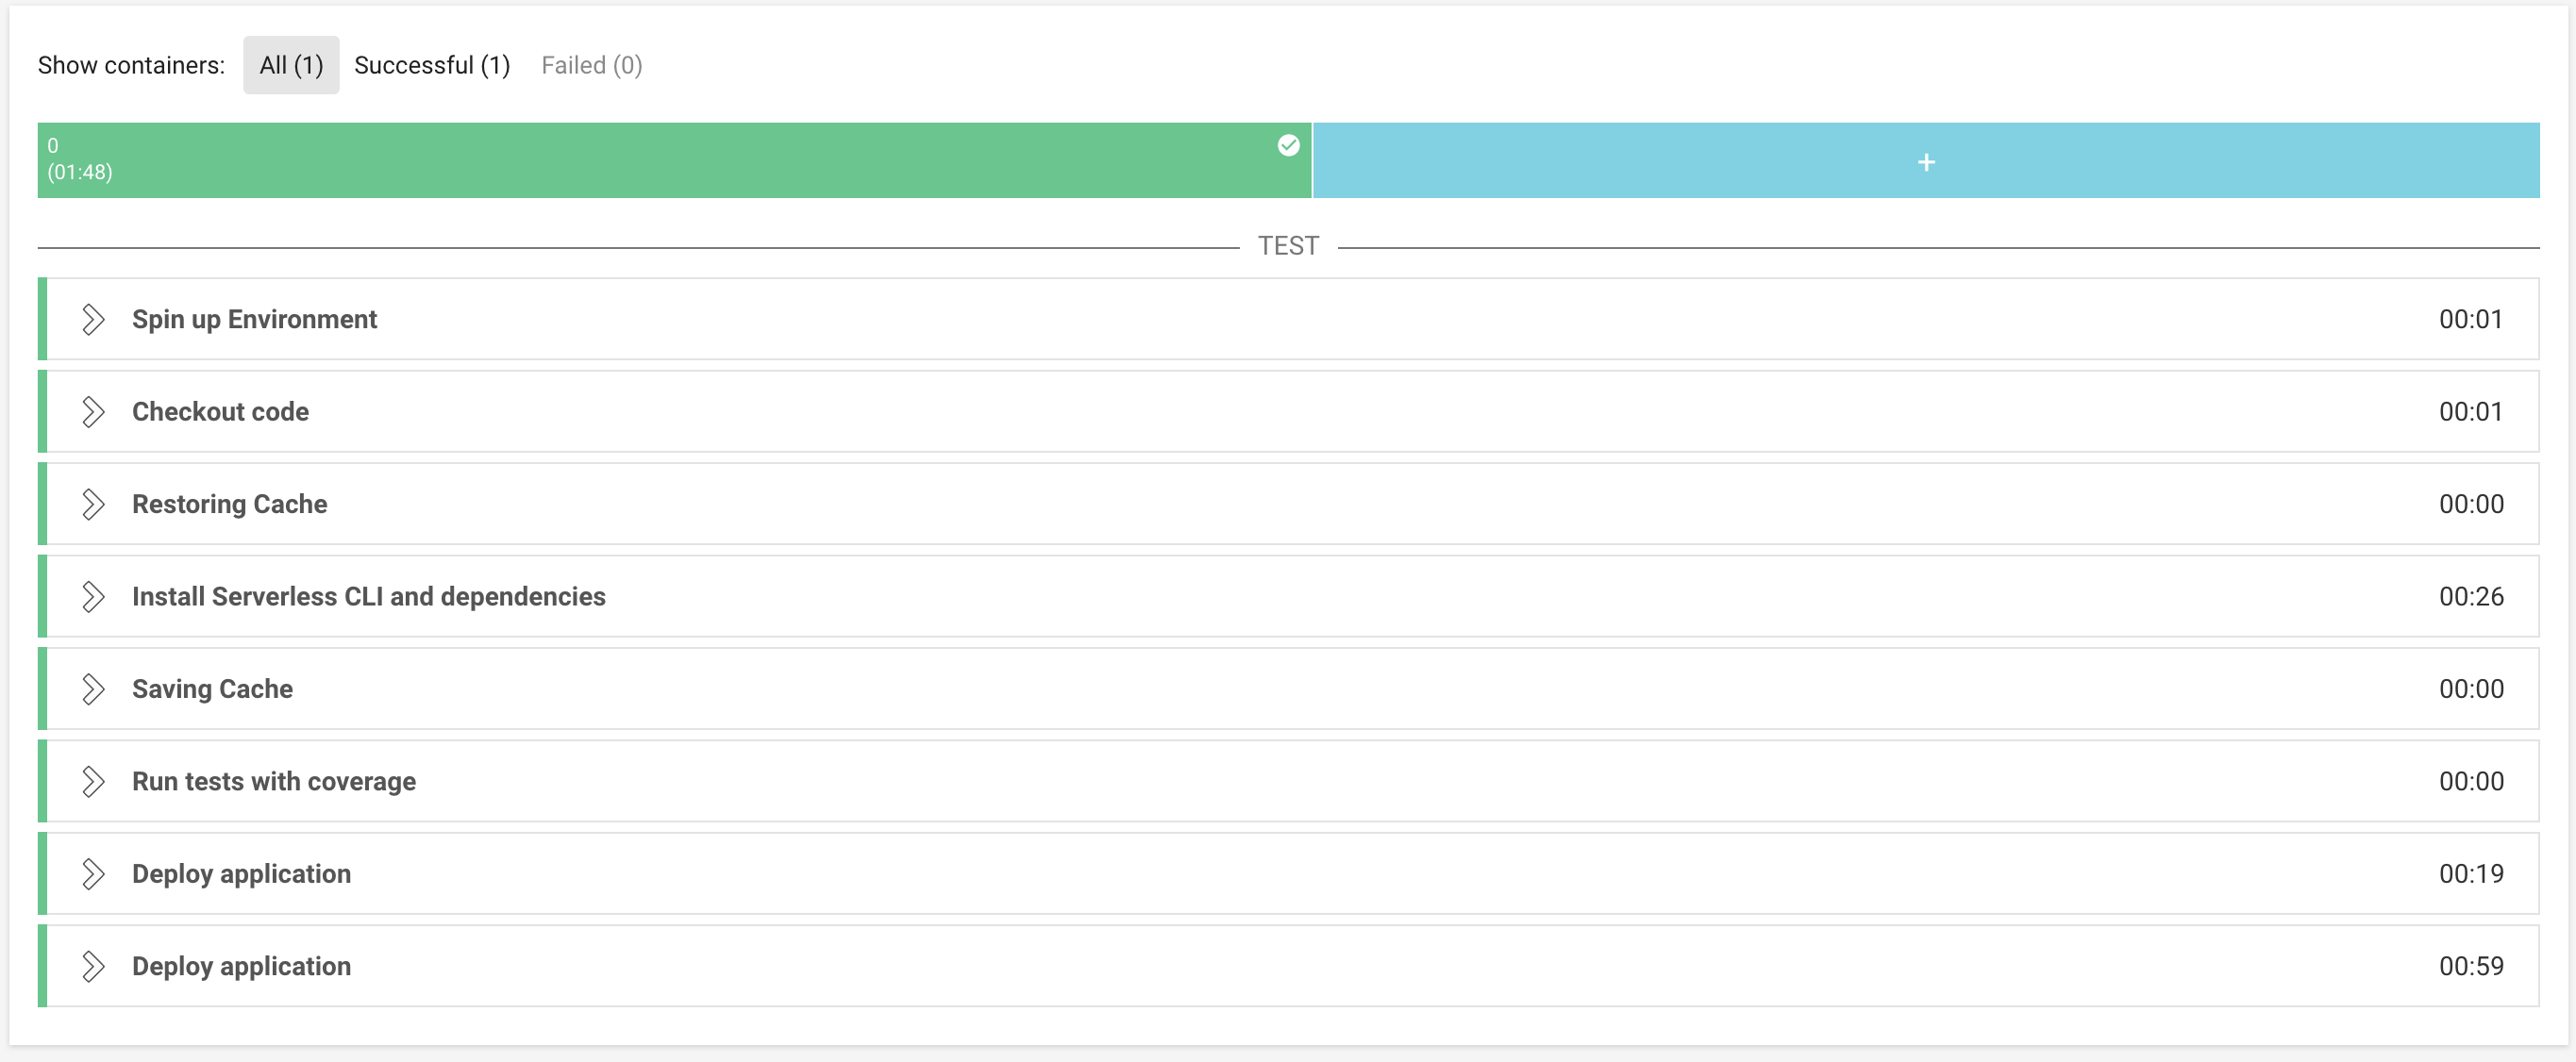 Show containers: All (1) Successful (1) Failed (0)
0
(01:48)
+
TEST
Spin up Environment 00:01
Checkout code 00:01
Restoring Cache 00:00
Install Serverless CLI and dependencies 00:26
Saving Cache 00:00
Run tests with coverage 00:00
Deploy application 00:19
Deploy application 00:59